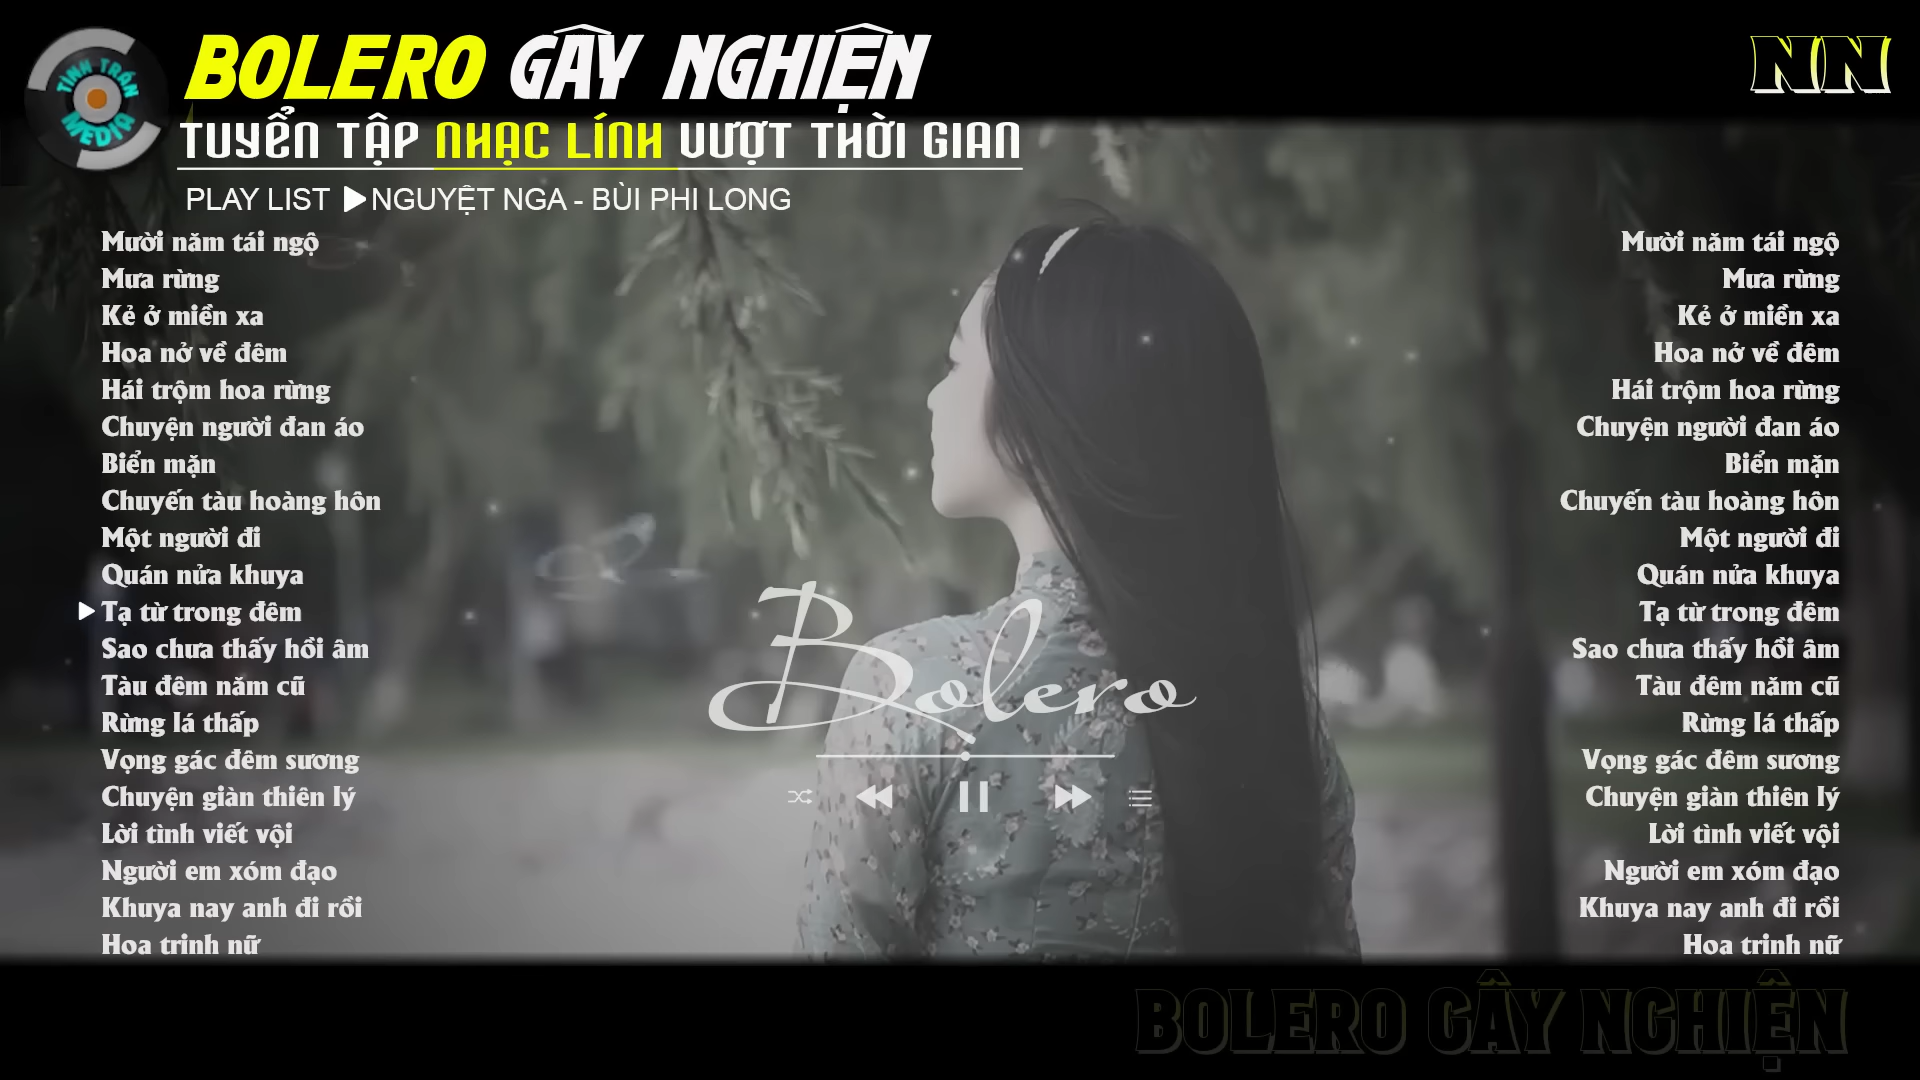 TÌNH TRẦN
MEDIA
BOLERO GÂY NGHIỆN
NN
TUYỂN TẬP NHẠC LÍNH VƯỢT THỜI GIAN
PLAY LIST ▶NGUYỆT NGA - BÙI PHI LONG
Mười năm tái ngộ
Mưa rừng
Kẻ ở miền xa
Hoa nở về đêm
Hái trộm hoa rừng
Chuyện người đan áo
Biển mặn
Chuyến tàu hoàng hôn
Một người đi
Quán nửa khuya
Tạ từ trong đêm
Sao chưa thấy hồi âm
Tàu đêm năm cũ
Rừng lá thấp
Vọng gác đêm sương
Chuyện giàn thiên lý
Lời tình viết vội
Người em xóm đạo
Khuya nay anh đi rồi
Hoa trinh nữ
Bolero
Mười năm tái ngộ
Mưa rừng
Kẻ ở miền xa
Hoa nở về đêm
Hái trộm hoa rừng
Chuyện người đan áo
Biển mặn
Chuyến tàu hoàng hôn
Một người đi
Quán nửa khuya
Tạ từ trong đêm
Sao chưa thấy hồi âm
Tàu đêm năm cũ
Rừng lá thấp
Vọng gác đêm sương
Chuyện giàn thiên lý
Lời tình viết vội
Người em xóm đạo
Khuya nay anh đi rồi
Hoa trinh nữ
BOLERO GÂY NGHIỆN